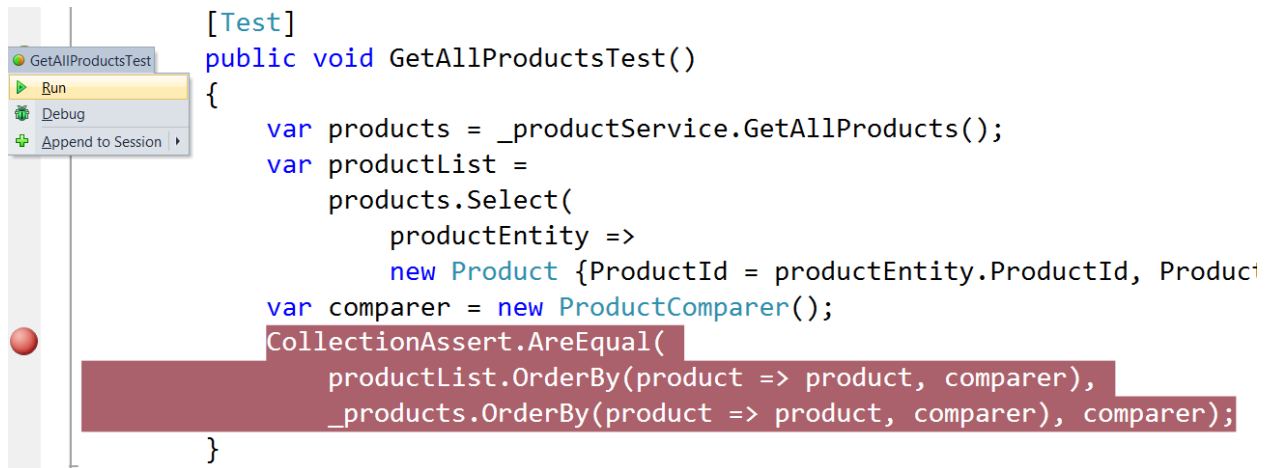 [Test]
GetAllProductsTest
public void GetAllProductsTest()
Run
{
Debug
var products = _productService.GetAllProducts();
Append to Session
var productList =
products.Select(
productEntity =>
new Product {ProductId = productEntity.ProductId, Product
var comparer = new ProductComparer();
CollectionAssert.AreEqual(
productList.OrderBy(product => product, comparer),
_products.OrderBy(product => product, comparer), comparer);
}